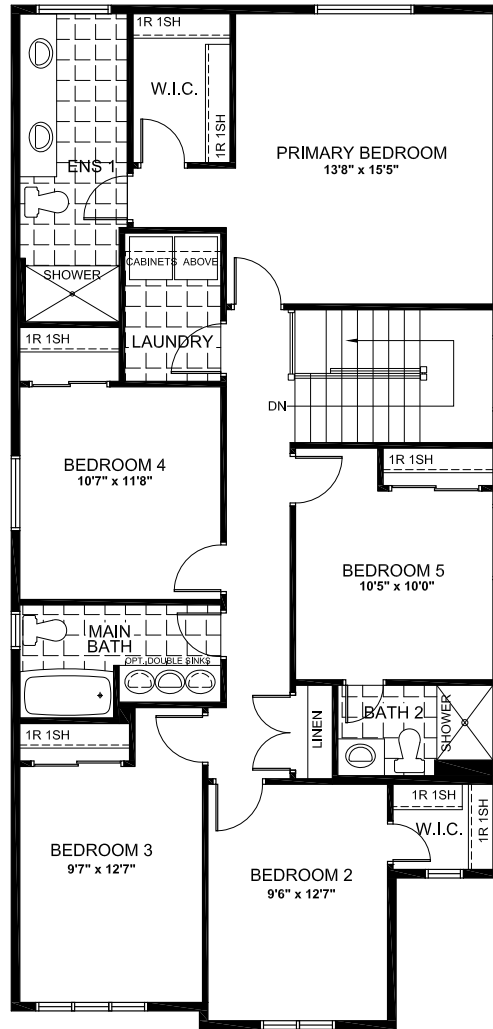 1R 1SH
W.I.C.
1R 1SH
ENS 1
PRIMARY BEDROOM
13'8" x 15'5"
SHOWER
CABINETS ABOVE
LAUNDRY
1R 1SH
DN
BEDROOM 4
10'7" x 11'8"
1R 1SH
BEDROOM 5
10'5" x 10'0"
MAIN
BATH
OPT. DOUBLE SINKS
LINEN
BATH 2
SHOWER
1R 1SH
1R 1SH
W.I.C.
1R 1SH
BEDROOM 3
9'7" x 12'7"
BEDROOM 2
9'6" x 12'7"